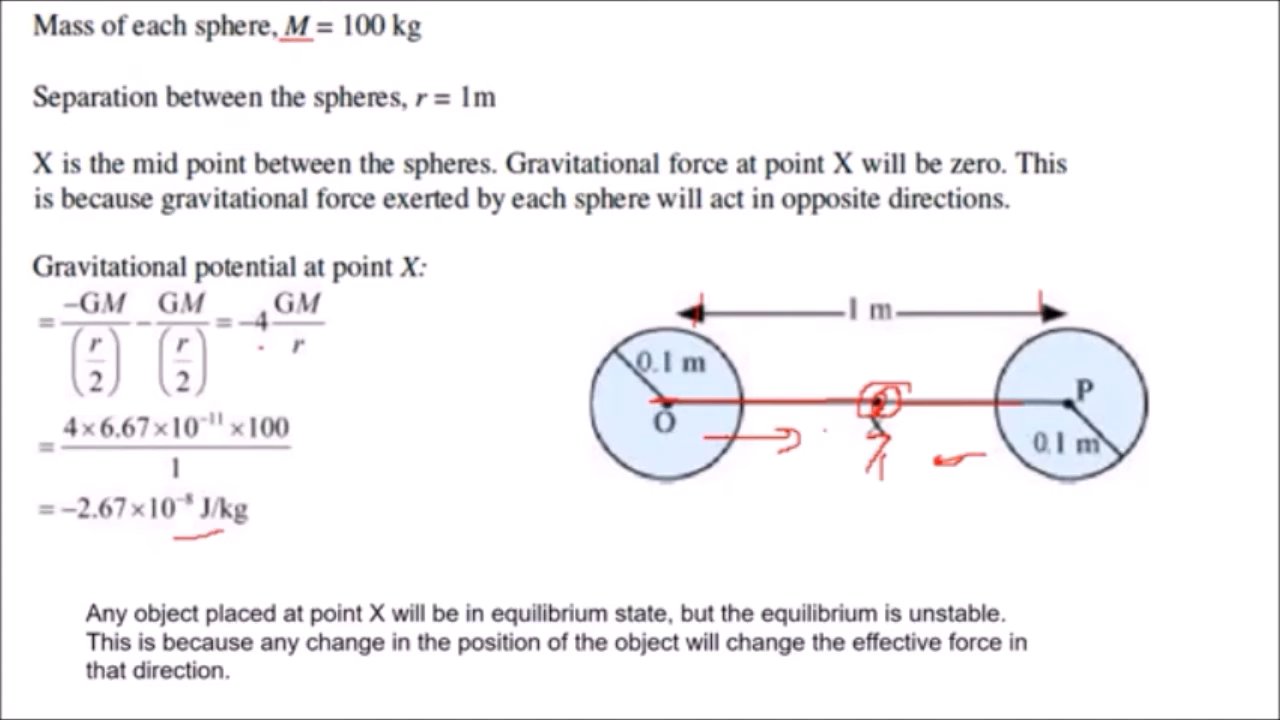 Mass of each sphere, M = 100 kg
Separation between the spheres, r = 1m
X is the mid point between the spheres. Gravitational force at point X will be zero. This
is because gravitational force exerted by each sphere will act in opposite directions.
Gravitational potential at point X:
= −GM/(r/2) − GM/(r/2) = −4 GM/r
= 4×6.67×10⁻¹¹×100/1
= −2.67×10⁻⁸ J/kg
1 m
0.1 m
O
P
0.1 m
Any object placed at point X will be in equilibrium state, but the equilibrium is unstable.
This is because any change in the position of the object will change the effective force in
that direction.